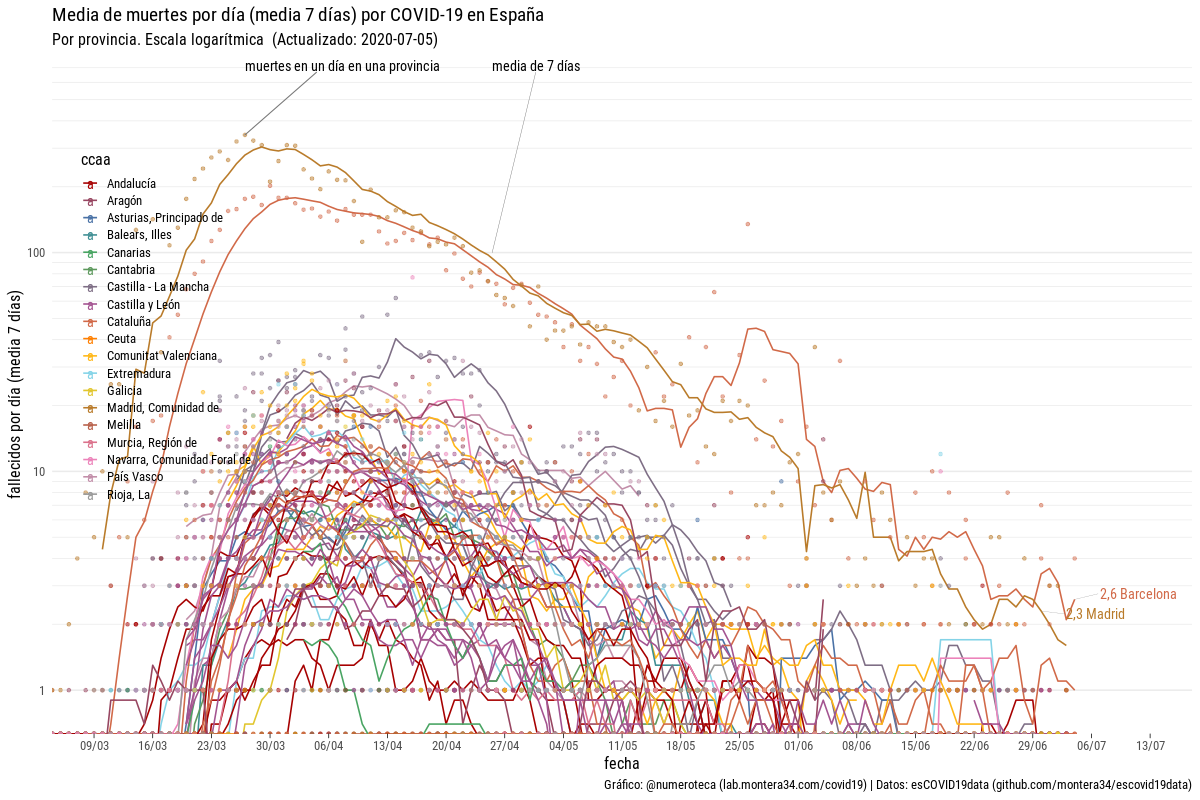 Media de muertes por día (media 7 días) por COVID-19 en España
Por provincia. Escala logarítmica  (Actualizado: 2020-07-05)
muertes en un día en una provincia
media de 7 días
ccaa
Andalucía
Aragón
Asturias, Principado de
Balears, Illes
Canarias
Cantabria
Castilla - La Mancha
Castilla y León
Cataluña
Ceuta
Comunitat Valenciana
Extremadura
Galicia
Madrid, Comunidad de
Melilla
Murcia, Región de
Navarra, Comunidad Foral de
País Vasco
Rioja, La
fallecidos por día (media  7 días)
100
10
1
2,6 Barcelona
2,3 Madrid
09/03 16/03 23/03 30/03 06/04 13/04 20/04 27/04 04/05 11/05 18/05 25/05 01/06 08/06 15/06 22/06 29/06 06/07 13/07
fecha
Gráfico: @numeroteca (lab.montera34.com/covid19) | Datos: esCOVID19data (github.com/montera34/escovid19data)